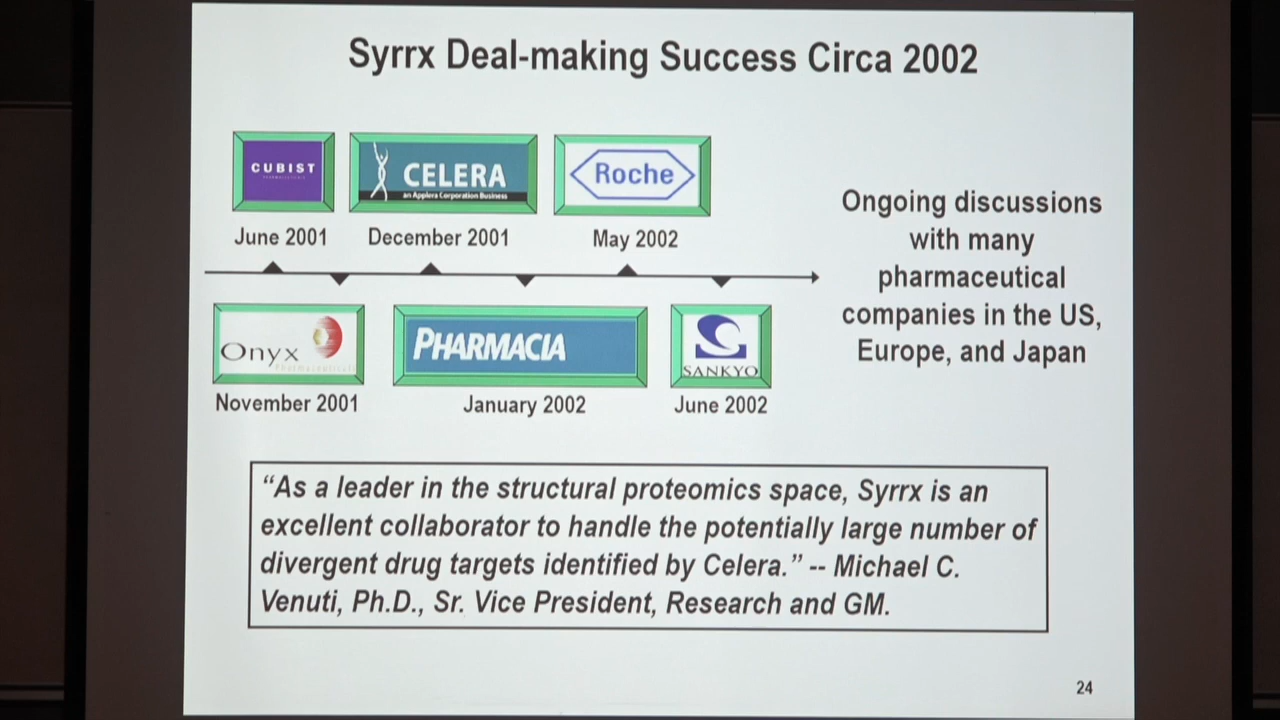 Syrrx Deal-making Success Circa 2002
CUBIST
PHARMACEUTICALS
CELERA
an Applera Corporation Business
Roche
June 2001
December 2001
May 2002
Ongoing discussions
with many
pharmaceutical
companies in the US,
Europe, and Japan
Onyx
Pharmaceuticals
PHARMACIA
SANKYO
November 2001
January 2002
June 2002
“As a leader in the structural proteomics space, Syrrx is an
excellent collaborator to handle the potentially large number of
divergent drug targets identified by Celera.” -- Michael C.
Venuti, Ph.D., Sr. Vice President, Research and GM.
24